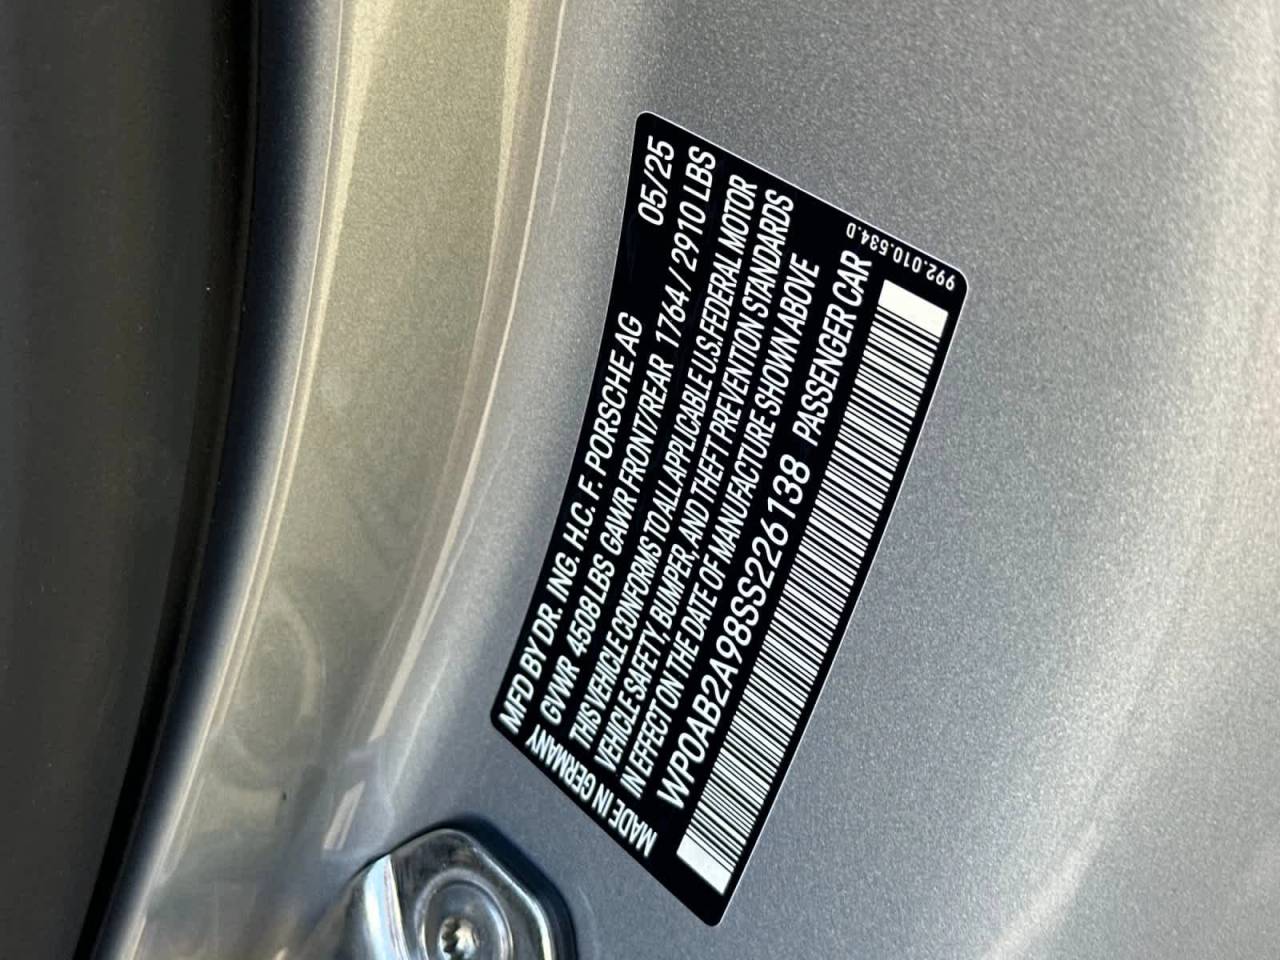 MFD BY DR. ING. H.C. F. PORSCHE AG 05/25
GVWR 4508 LBS GAWR FRONT/REAR 1764 / 2910 LBS
THIS VEHICLE CONFORMS TO ALL APPLICABLE U.S. FEDERAL MOTOR
VEHICLE SAFETY, BUMPER, AND THEFT PREVENTION STANDARDS
IN EFFECT ON THE DATE OF MANUFACTURE SHOWN ABOVE
WP0AB2A98SS226138 PASSENGER CAR
MADE IN GERMANY
992.010.534.D